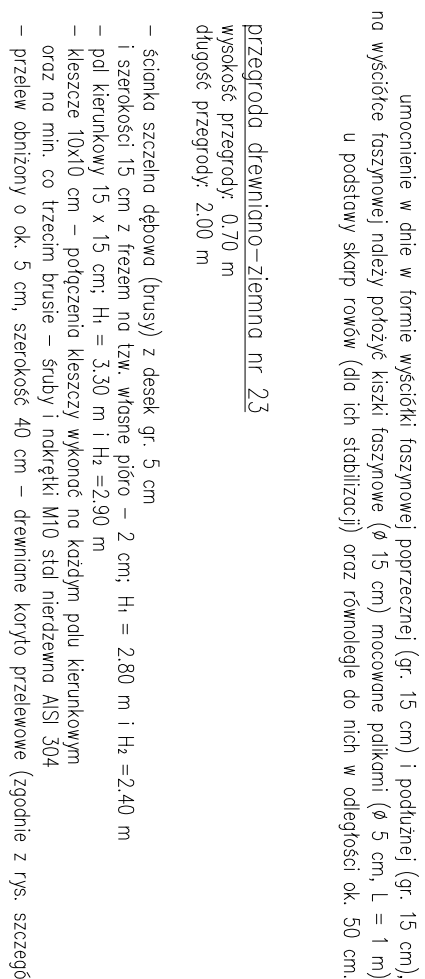 umocnienie w dnie w formie wyściółki faszynowej poprzecznej (gr. 15 cm) i podłużnej (gr. 15 cm),
na wyściółce faszynowej należy położyć kiszki faszynowe (ø 15 cm) mocowane palikami (ø 5 cm, L = 1 m)
u podstawy skarp rowów (dla ich stabilizacji) oraz równolegle do nich w odległości ok. 50 cm.
przegroda drewniano-ziemna nr 23
wysokość przegrody: 0.70 m
długość przegrody: 2.00 m
- ścianka szczelna dębowa (brusy) z desek gr. 5 cm
i szerokości 15 cm z frezem na tzw. własne pióro - 2 cm; H₁ = 2.80 m i H₂ =2.40 m
- pal kierunkowy 15 x 15 cm; H₁ = 3.30 m i H₂ =2.90 m
- kleszcze 10x10 cm - połączenia kleszczy wykonać na każdym palu kierunkowym
oraz na min. co trzecim brusie - śruby i nakrętki M10 stal nierdzewna AISI 304
- przelew obniżony o ok. 5 cm, szerokość 40 cm - drewniane koryto przelewowe (zgodnie z rys. szczegó